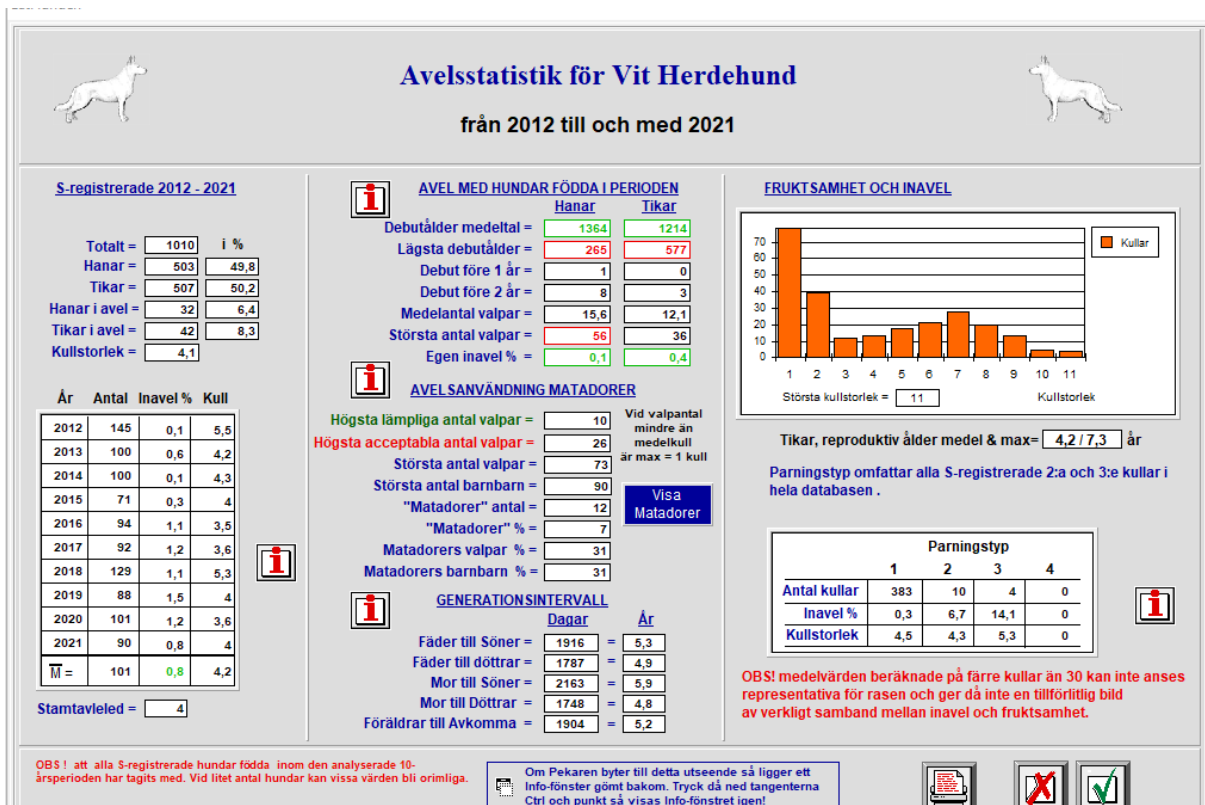 Avelsstatistik för Vit Herdehund
från 2012 till och med 2021
S-registrerade 2012 - 2021
Totalt = 1010 i %
Hanar = 503 49,8
Tikar = 507 50,2
Hanar i avel = 32 6,4
Tikar i avel = 42 8,3
Kullstorlek = 4,1
År Antal Inavel % Kull
2012 145 0,1 5,5
2013 100 0,6 4,2
2014 100 0,1 4,3
2015 71 0,3 4
2016 94 1,1 3,5
2017 92 1,2 3,6
2018 129 1,1 5,3
2019 88 1,5 4
2020 101 1,2 3,6
2021 90 0,8 4
M = 101 0,8 4,2
Stamtavleled = 4
AVEL MED HUNDAR FÖDDA I PERIODEN
Hanar Tikar
Debutålder medeltal = 1364 1214
Lägsta debutålder = 265 577
Debut före 1 år = 1 0
Debut före 2 år = 8 3
Medelantal valpar = 15,6 12,1
Största antal valpar = 56 36
Egen inavel % = 0,1 0,4
AVELSANVÄNDNING MATADORER
Högsta lämpliga antal valpar = 10
Högsta acceptabla antal valpar = 26
Största antal valpar = 73
Största antal barnbarn = 90
"Matadorer" antal = 12
"Matadorer" % = 7
Matadorers valpar % = 31
Matadorers barnbarn % = 31
Vid valpantal
mindre än
medelkull
är max = 1 kull
Visa
Matadorer
GENERATIONSINTERVALL
Dagar År
Fäder till Söner = 1916 = 5,3
Fäder till döttrar = 1787 = 4,9
Mor till Söner = 2163 = 5,9
Mor till Döttrar = 1748 = 4,8
Föräldrar till Avkomma = 1904 = 5,2
FRUKTSAMHET OCH INAVEL
70
60
50
40
30
20
10
0
1 2 3 4 5 6 7 8 9 10 11
Kullar
Största kullstorlek = 11 Kullstorlek
Tikar, reproduktiv ålder medel & max= 4,2 / 7,3 år
Parningstyp omfattar alla S-registrerade 2:a och 3:e kullar i
hela databasen .
Parningstyp
1 2 3 4
Antal kullar 383 10 4 0
Inavel % 0,3 6,7 14,1 0
Kullstorlek 4,5 4,3 5,3 0
OBS! medelvärden beräknade på färre kullar än 30 kan inte anses
representativa för rasen och ger då inte en tillförlitlig bild
av verkligt samband mellan inavel och fruktsamhet.
OBS ! att alla S-registrerade hundar födda inom den analyserade 10-
årsperioden har tagits med. Vid litet antal hundar kan vissa värden bli orimliga.
Om Pekaren byter till detta utseende så ligger ett
Info-fönster gömt bakom. Tryck då ned tangenterna
Ctrl och punkt så visas Info-fönstret igen!